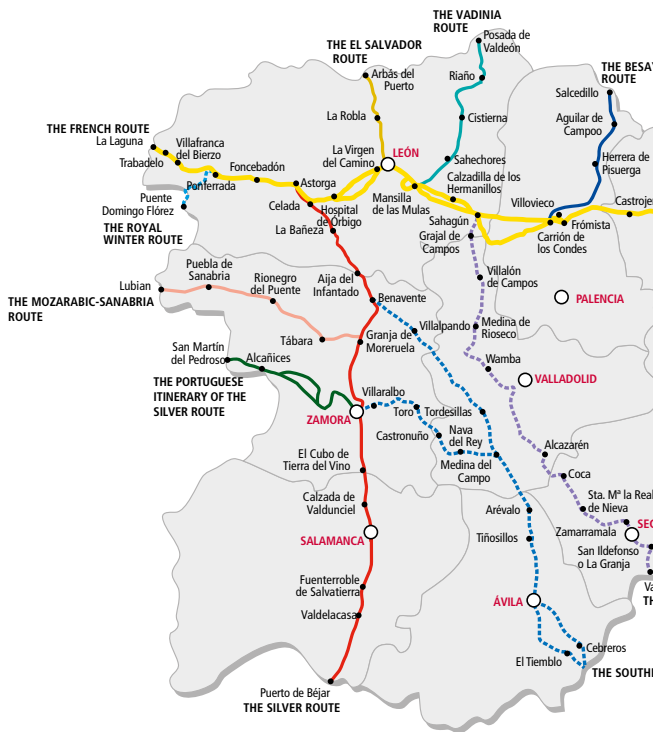 THE VADINIA
ROUTE
Posada de
Valdeón
THE EL SALVADOR
ROUTE
Arbás del
Puerto
Riaño
THE BESAY
ROUTE
Salcedillo
La Robla
Cistierna
Aguilar de
Campoo
THE FRENCH ROUTE
La Laguna
Villafranca
del Bierzo
Trabadelo
Foncebadón
Ponferrada
La Virgen
del Camino
LEÓN
Sahechores
Herrera de
Pisuerga
Astorga
Calzadilla de los
Hermanillos
Puente
Domingo Flórez
Celada
Hospital
de Órbigo
Mansilla
de las Mulas
Villovieco
Castroje
THE ROYAL
WINTER ROUTE
La Bañeza
Sahagún
Grajal de
Campos
Frómista
Carrión de
los Condes
Puebla de
Sanabria
Lubian
Rionegro
del Puente
Aija del
Infantado
Villalón
de Campos
THE MOZARABIC-SANABRIA
ROUTE
Benavente
PALENCIA
Tábara
Granja de
Moreruela
Villalpando
Medina de
Rioseco
San Martín
del Pedroso
Alcañices
Wamba
THE PORTUGUESE
ITINERARY OF THE
SILVER ROUTE
Villaralbo
VALLADOLID
ZAMORA
Toro
Tordesillas
Castronuño
Nava
del Rey
Alcazarén
El Cubo de
Tierra del Vino
Medina del
Campo
Coca
Calzada de
Valdunciel
Arévalo
Sta. Mª la Real
de Nieva
SEG
SALAMANCA
Tiñosillos
Zamarramala
San Ildefonso
o La Granja
Fuenterroble
de Salvatierra
Va
THE
Valdelacasa
ÁVILA
Cebreros
El Tiemblo
THE SOUTHE
Puerto de Béjar
THE SILVER ROUTE